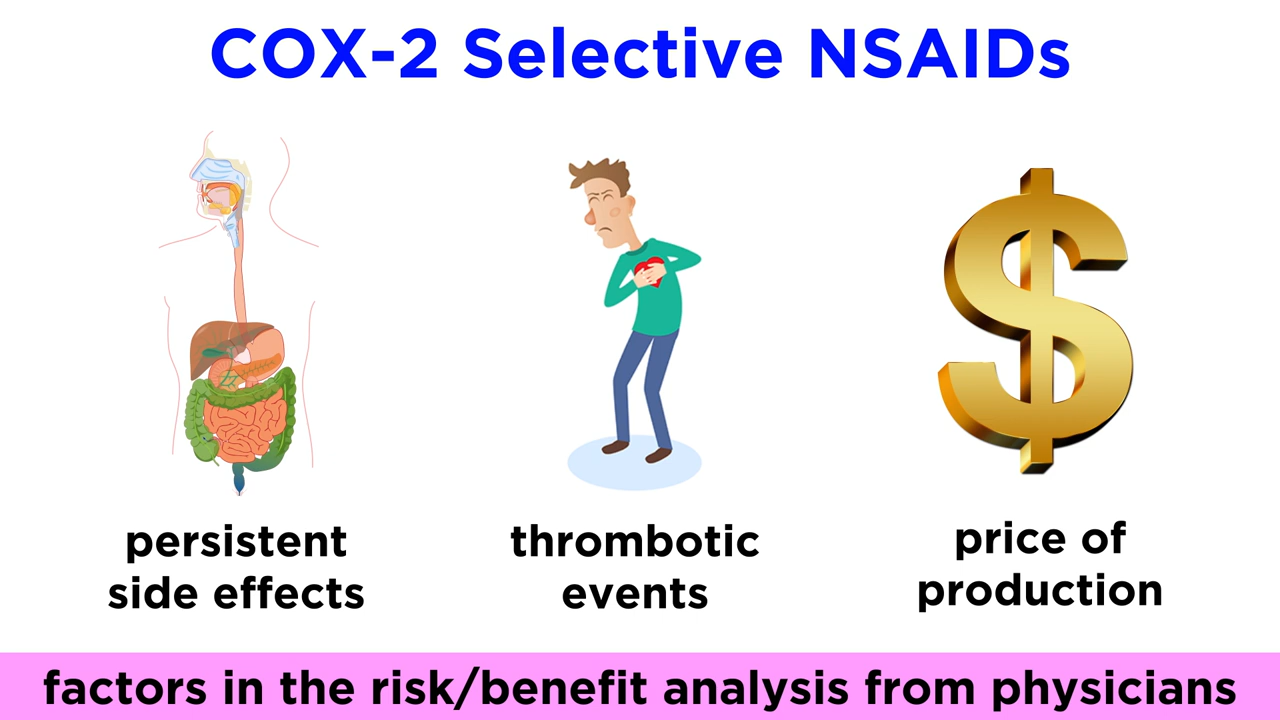 COX-2 Selective NSAIDs
persistent
side effects
thrombotic
events
price of
production
factors in the risk/benefit analysis from physicians